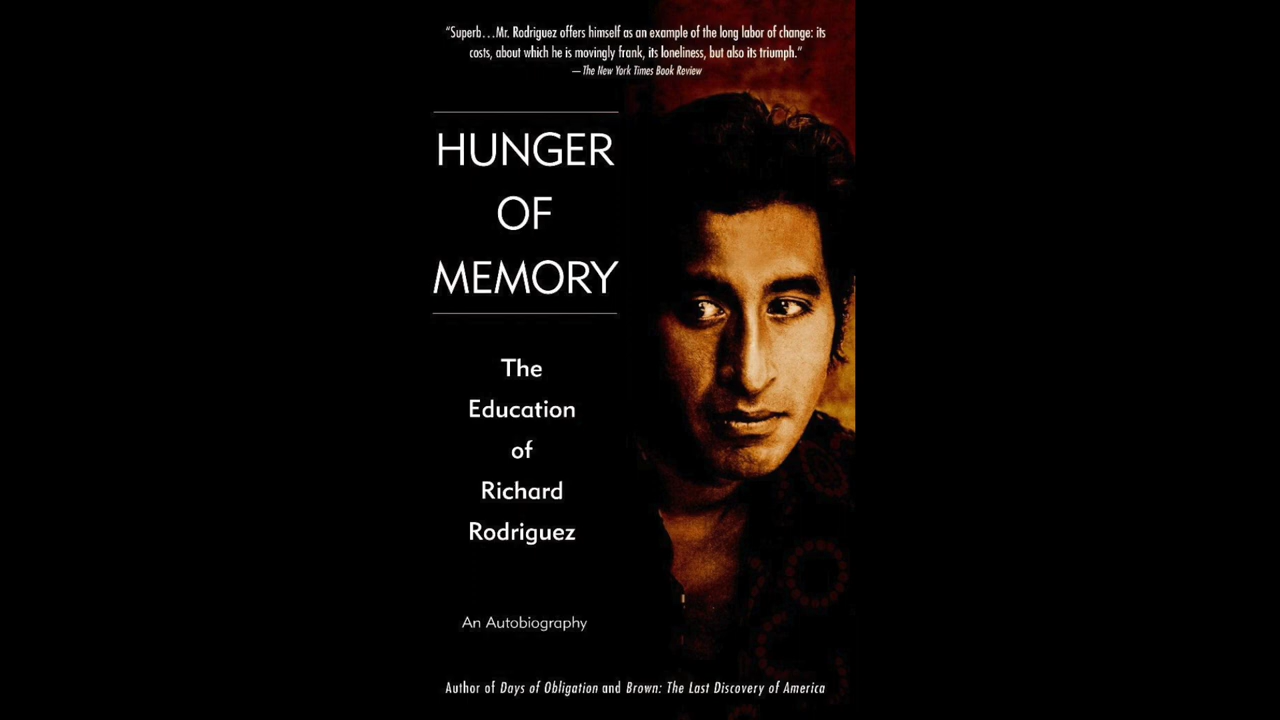 “Superb...Mr. Rodriguez offers himself as an example of the long labor of change: its
costs, about which he is movingly frank, its loneliness, but also its triumph.”
—The New York Times Book Review
HUNGER
OF
MEMORY
The
Education
of
Richard
Rodriguez
An Autobiography
Author of Days of Obligation and Brown: The Last Discovery of America